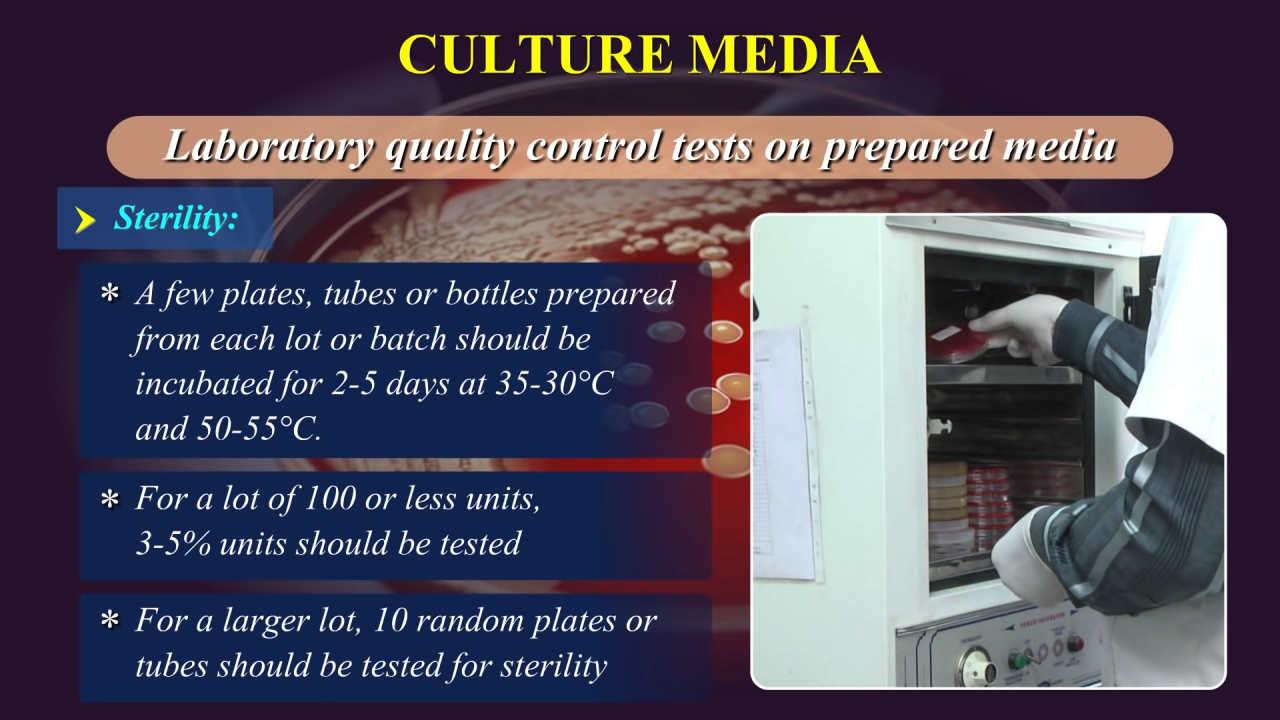 CULTURE MEDIA
Laboratory quality control tests on prepared media
Sterility:
* A few plates, tubes or bottles prepared
from each lot or batch should be
incubated for 2-5 days at 35-30°C
and 50-55°C.
* For a lot of 100 or less units,
3-5% units should be tested
* For a larger lot, 10 random plates or
tubes should be tested for sterility